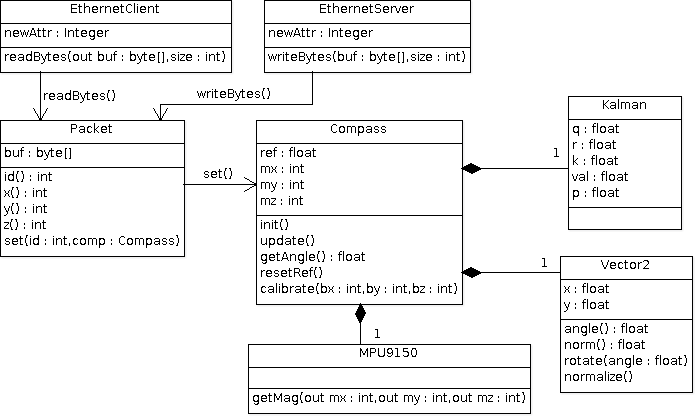 EthernetClient
newAttr : Integer
readBytes(out buf : byte[],size : int)
EthernetServer
newAttr : Integer
writeBytes(buf : byte[],size : int)
readBytes()
writeBytes()
Packet
buf : byte[]
id() : int
x() : int
y() : int
z() : int
set(id : int,comp : Compass)
set()
Compass
ref : float
mx : int
my : int
mz : int
init()
update()
getAngle() : float
resetRef()
calibrate(bx : int,by : int,bz : int)
1
Kalman
q : float
r : float
k : float
val : float
p : float
1
Vector2
x : float
y : float
angle() : float
norm() : float
rotate(angle : float)
normalize()
1
MPU9150
getMag(out mx : int,out my : int,out mz : int)